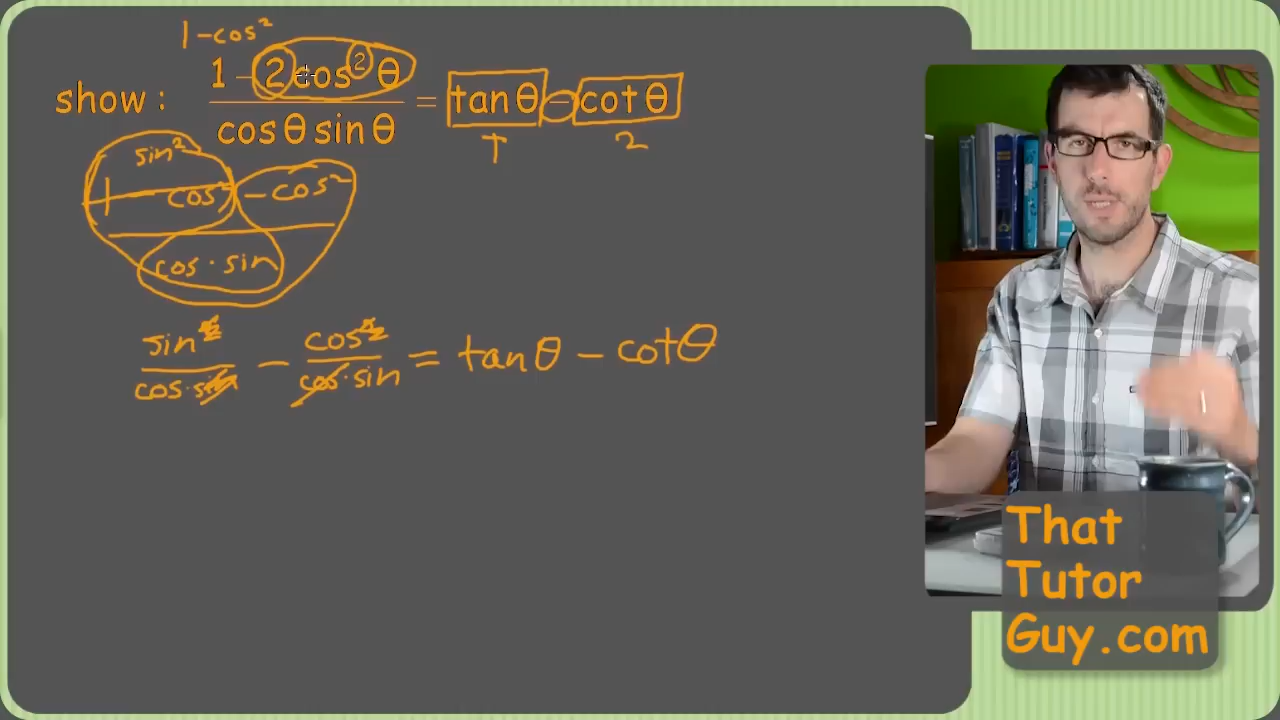 1-cos²
show : 1 - 2cos²θ / cosθ sinθ = tanθ - cotθ
1 2
sin²
1 - cos² - cos²
cos · sin
sin² / cos · sin - cos² / cos · sin = tanθ - cotθ
That
Tutor
Guy.com